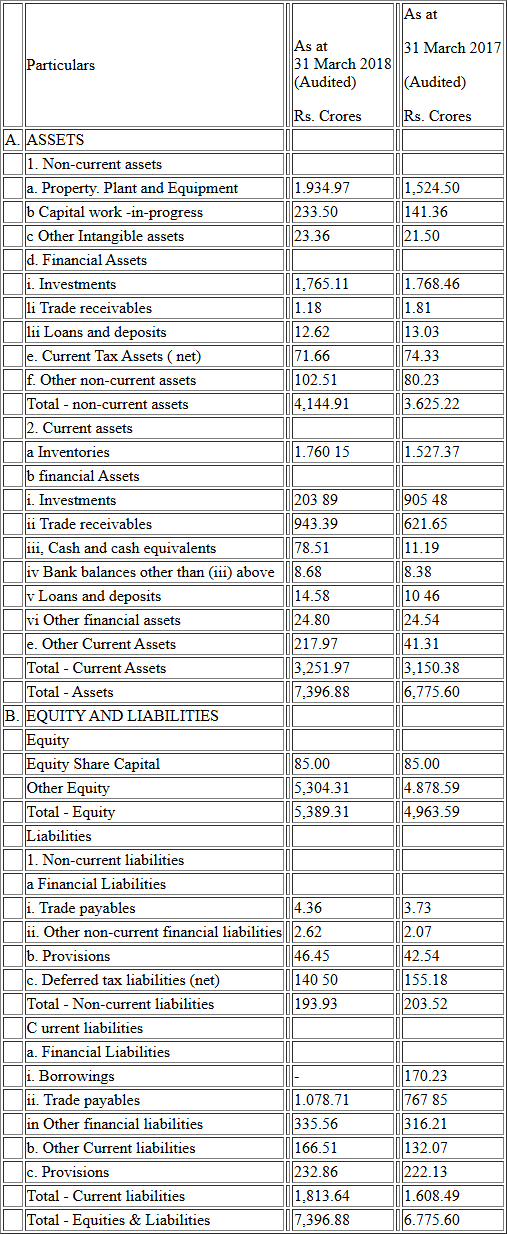 Particulars
As at
31 March 2018
(Audited)
Rs. Crores
As at
31 March 2017
(Audited)
Rs. Crores
A. ASSETS
1. Non-current assets
a. Property. Plant and Equipment 1.934.97 1,524.50
b Capital work -in-progress 233.50 141.36
c Other Intangible assets 23.36 21.50
d. Financial Assets
i. Investments 1,765.11 1.768.46
li Trade receivables 1.18 1.81
lii Loans and deposits 12.62 13.03
e. Current Tax Assets ( net) 71.66 74.33
f. Other non-current assets 102.51 80.23
Total - non-current assets 4,144.91 3.625.22
2. Current assets
a Inventories 1.760 15 1.527.37
b financial Assets
i. Investments 203 89 905 48
ii Trade receivables 943.39 621.65
iii, Cash and cash equivalents 78.51 11.19
iv Bank balances other than (iii) above 8.68 8.38
v Loans and deposits 14.58 10 46
vi Other financial assets 24.80 24.54
e. Other Current Assets 217.97 41.31
Total - Current Assets 3,251.97 3,150.38
Total - Assets 7,396.88 6,775.60
B. EQUITY AND LIABILITIES
Equity
Equity Share Capital 85.00 85.00
Other Equity 5,304.31 4.878.59
Total - Equity 5,389.31 4,963.59
Liabilities
1. Non-current liabilities
a Financial Liabilities
i. Trade payables 4.36 3.73
ii. Other non-current financial liabilities 2.62 2.07
b. Provisions 46.45 42.54
c. Deferred tax liabilities (net) 140 50 155.18
Total - Non-current liabilities 193.93 203.52
C urrent liabilities
a. Financial Liabilities
i. Borrowings - 170.23
ii. Trade payables 1.078.71 767 85
in Other financial liabilities 335.56 316.21
b. Other Current liabilities 166.51 132.07
c. Provisions 232.86 222.13
Total - Current liabilities 1,813.64 1.608.49
Total - Equities & Liabilities 7,396.88 6.775.60